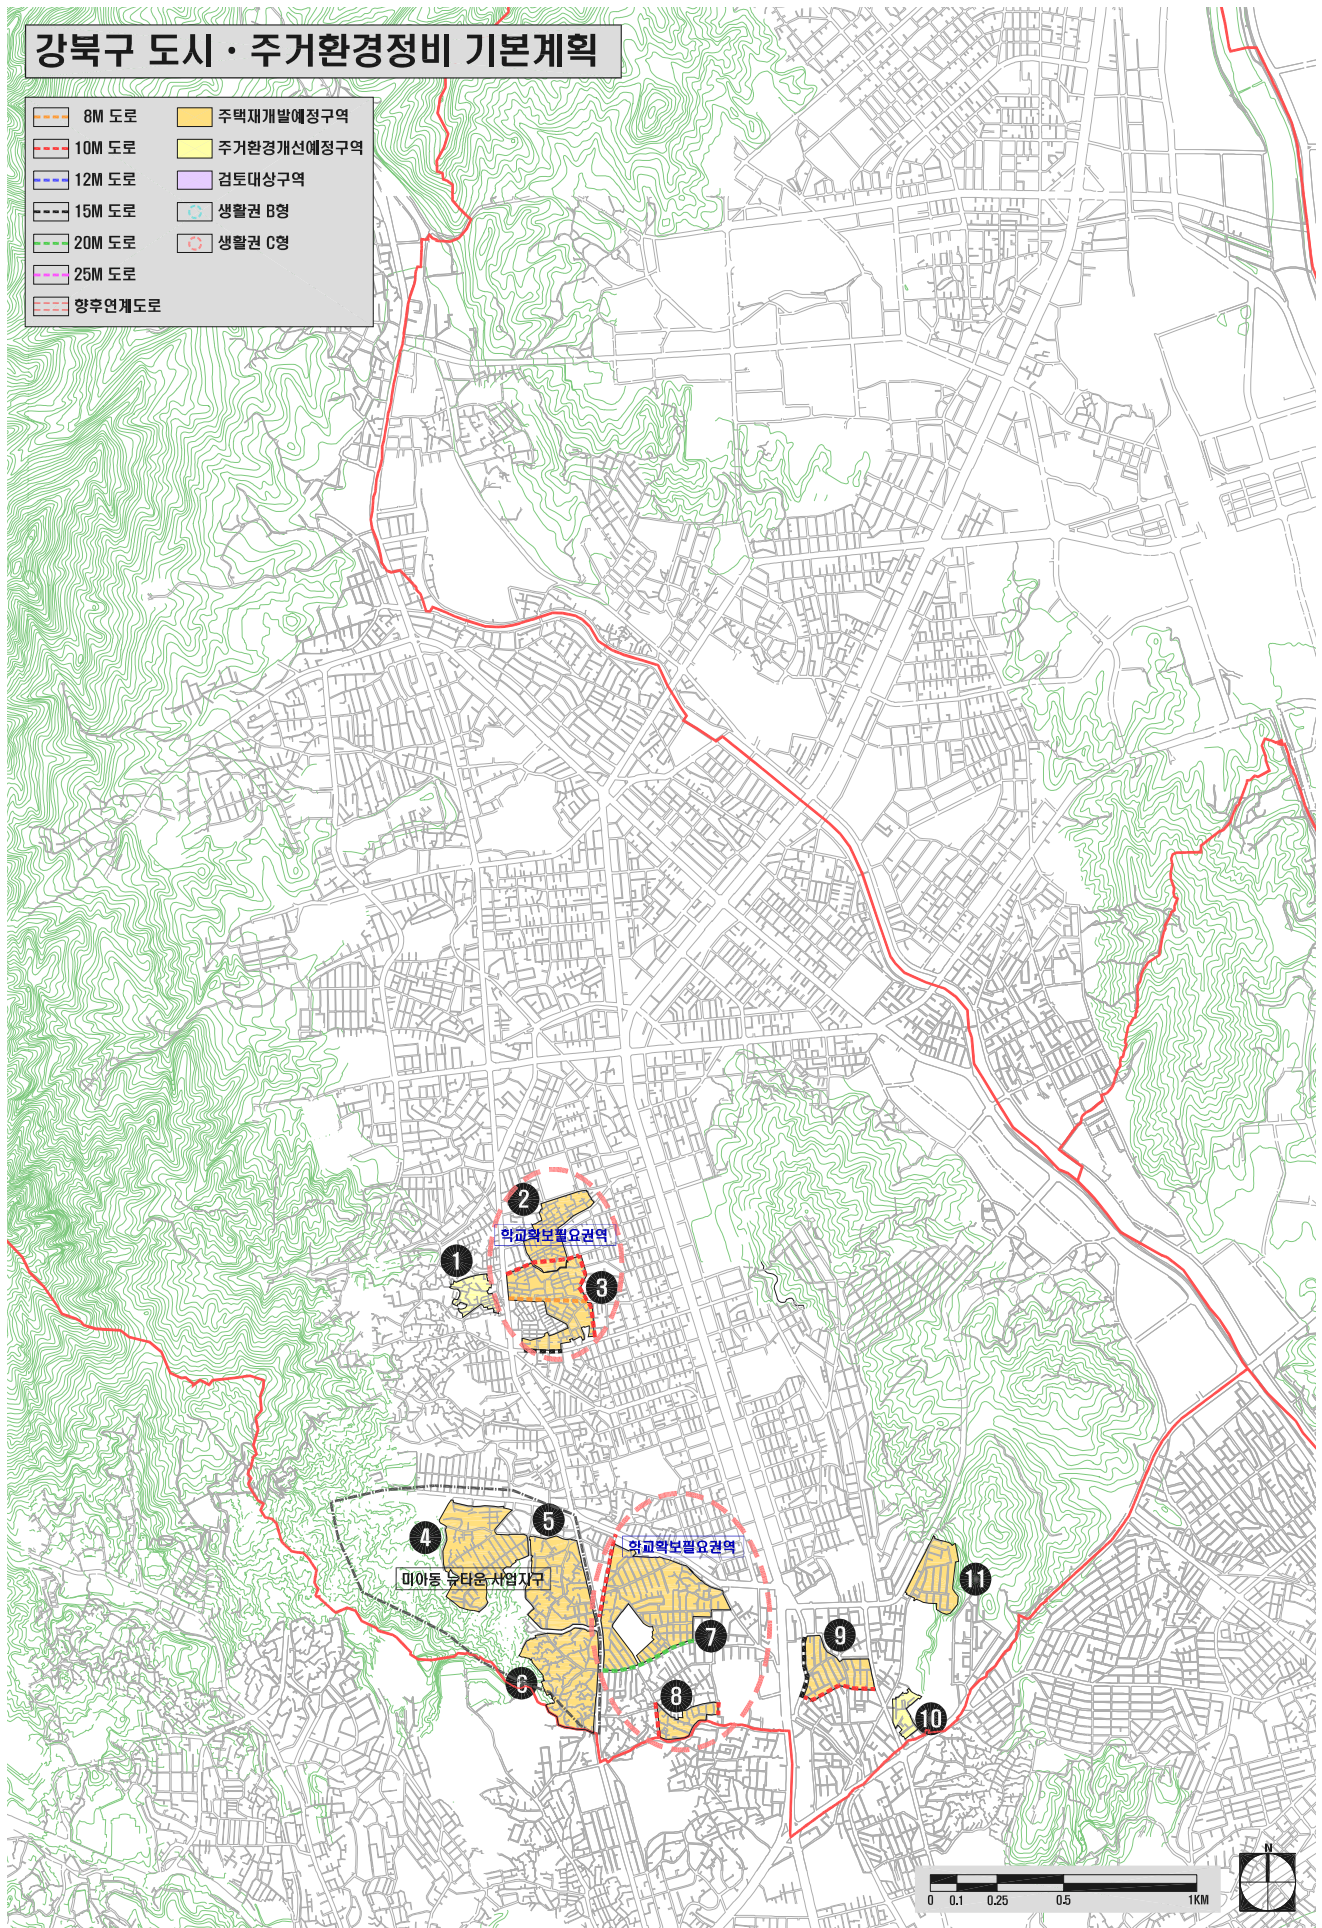 강북구 도시 · 주거환경정비 기본계획
8M 도로
10M 도로
12M 도로
15M 도로
20M 도로
25M 도로
향후연계도로
주택재개발예정구역
주거환경개선예정구역
검토대상구역
생활권 B형
생활권 C형
2
학교확보필요권역
1
3
5
4
학교확보필요권역
미아동 뉴타운 사업지구
11
7
9
6
8
10
N
0 0.1 0.25 0.5 1KM